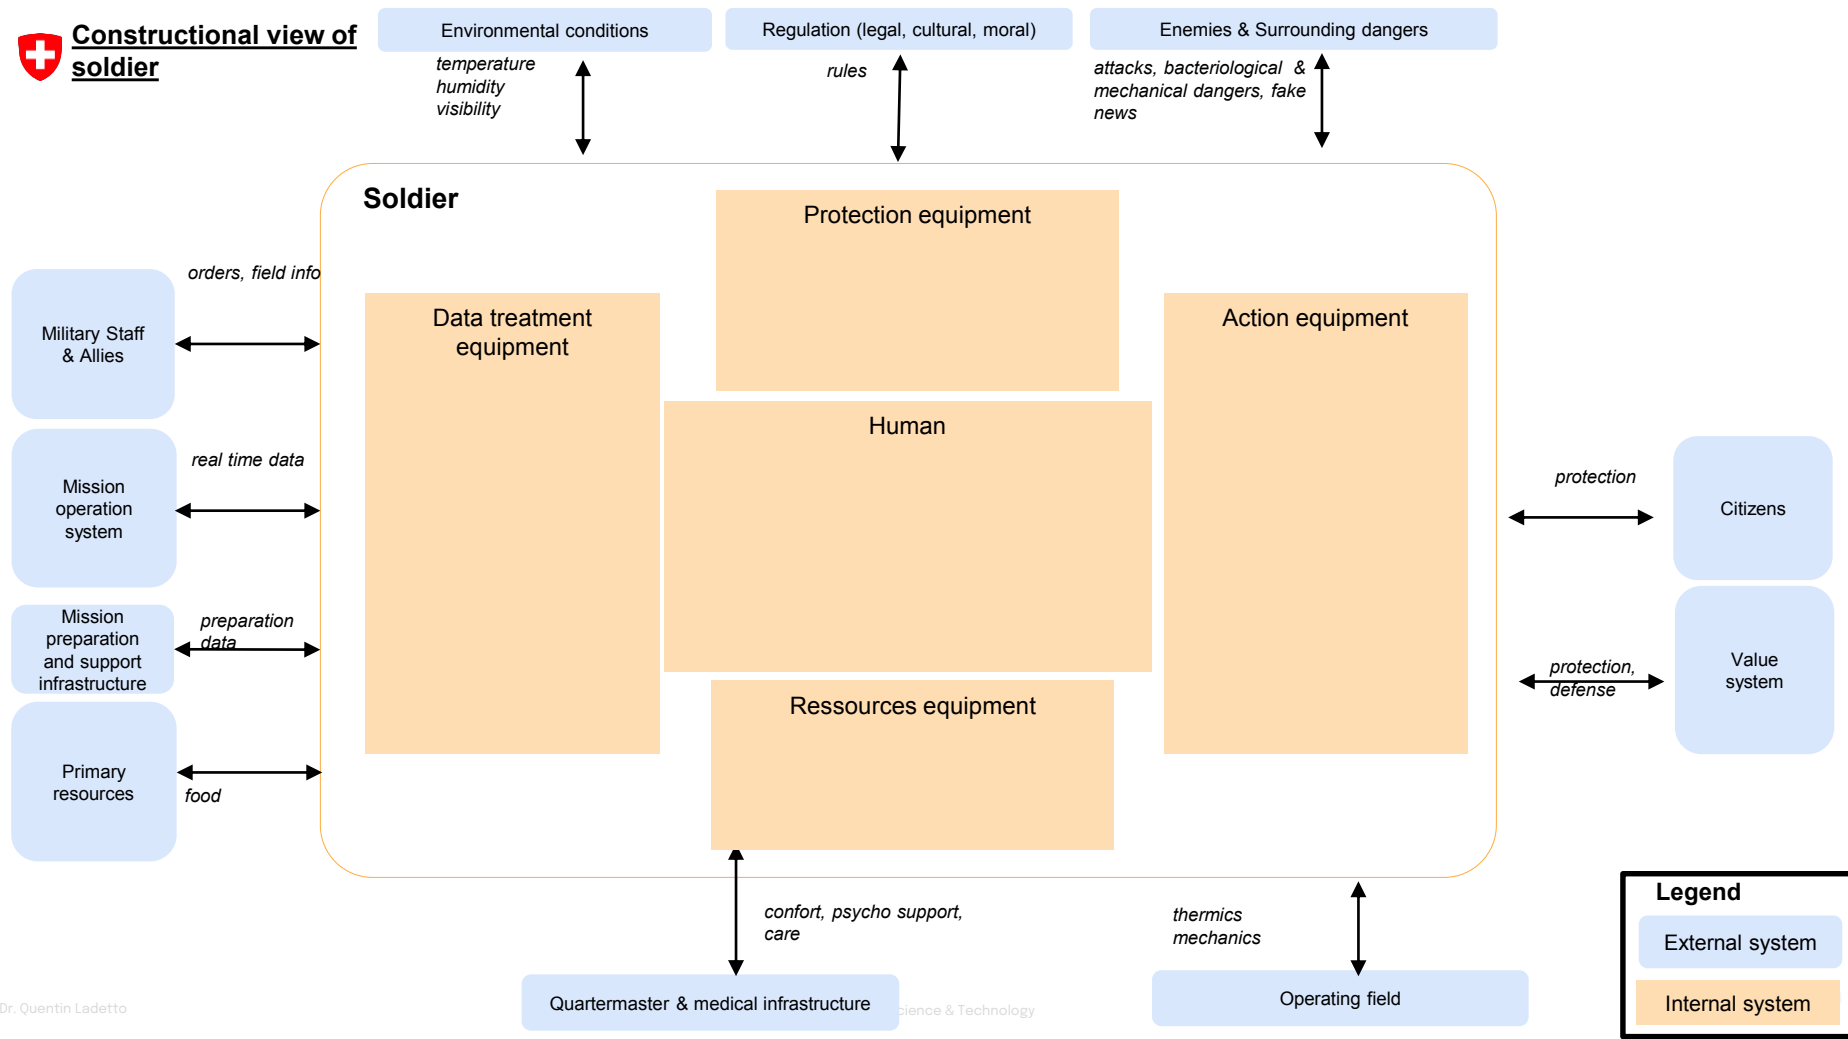 Constructional view of
soldier
Environmental conditions
Regulation (legal, cultural, moral)
Enemies & Surrounding dangers
temperature
humidity
visibility
rules
attacks, bacteriological &
mechanical dangers, fake
news
Soldier
Protection equipment
orders, field info
Military Staff
& Allies
Data treatment
equipment
Action equipment
Human
real time data
Mission
operation
system
protection
Citizens
preparation
data
Mission
preparation
and support
infrastructure
protection,
defense
Value
system
Ressources equipment
Primary
resources
food
confort, psycho support,
care
thermics
mechanics
Quartermaster & medical infrastructure
Operating field
Legend
External system
Internal system
Dr. Quentin Ladetto
cience & Technology